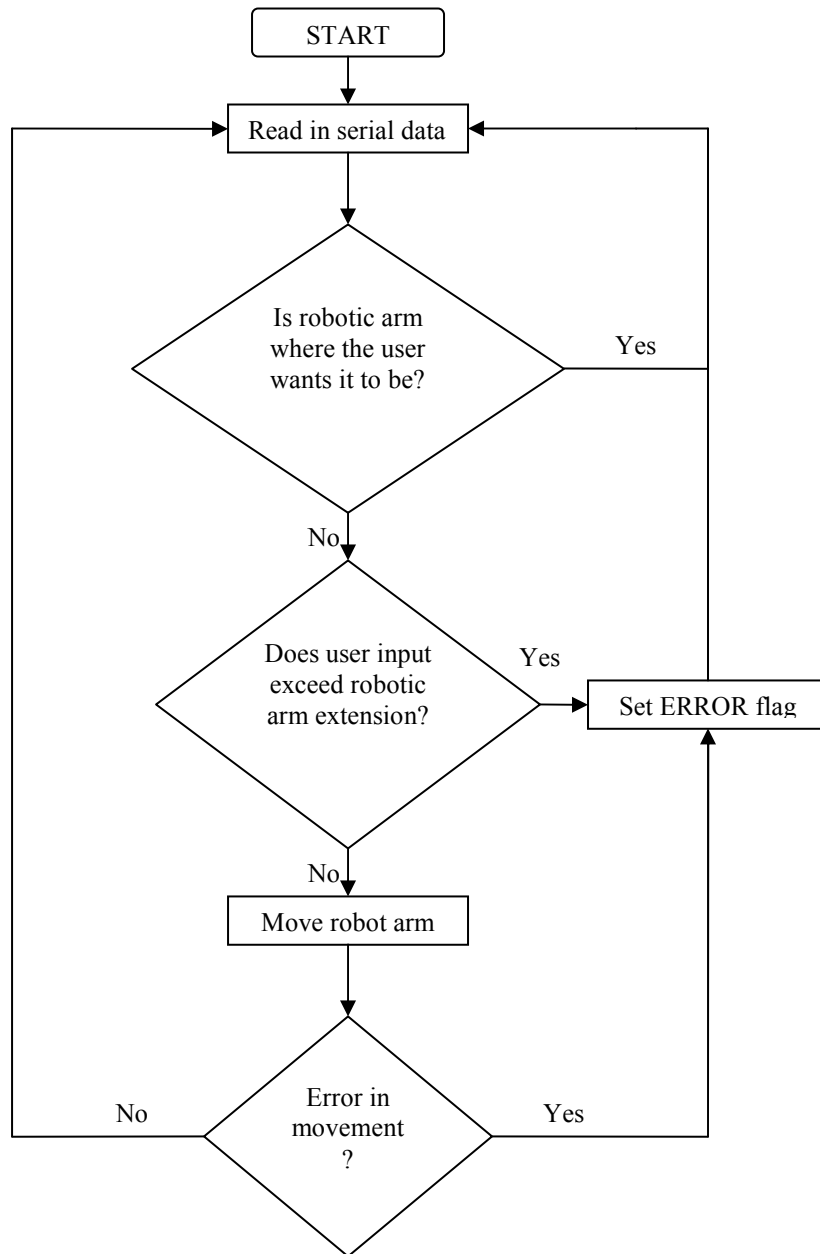 START
Read in serial data
Is robotic arm
where the user
wants it to be?
Yes
No
Does user input
exceed robotic
arm extension?
Yes
Set ERROR flag
No
Move robot arm
Error in
movement
?
No
Yes